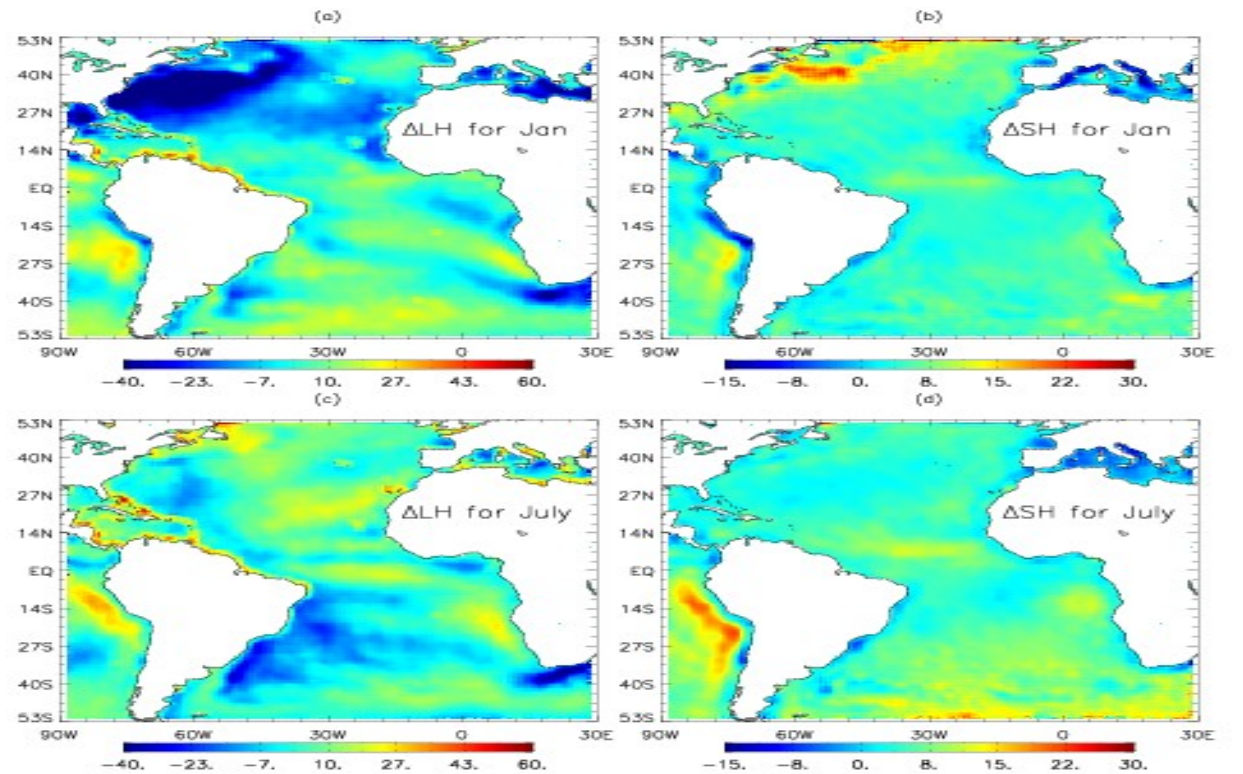 (a) (b)
53N 53N
40N 40N
27N 27N
ΔLH for Jan ΔSH for Jan
14N 14N
EQ EQ
14S 14S
27S 27S
40S 40S
53S 53S
90W 60W 30W 0 30E 90W 60W 30W 0 30E
-40. -23. -7. 10. 27. 43. 60. -15. -8. 0. 8. 15. 22. 30.
(c) (d)
53N 53N
40N 40N
27N 27N
ΔLH for July ΔSH for July
14N 14N
EQ EQ
14S 14S
27S 27S
40S 40S
53S 53S
90W 60W 30W 0 30E 90W 60W 30W 0 30E
-40. -23. -7. 10. 27. 43. 60. -15. -8. 0. 8. 15. 22. 30.